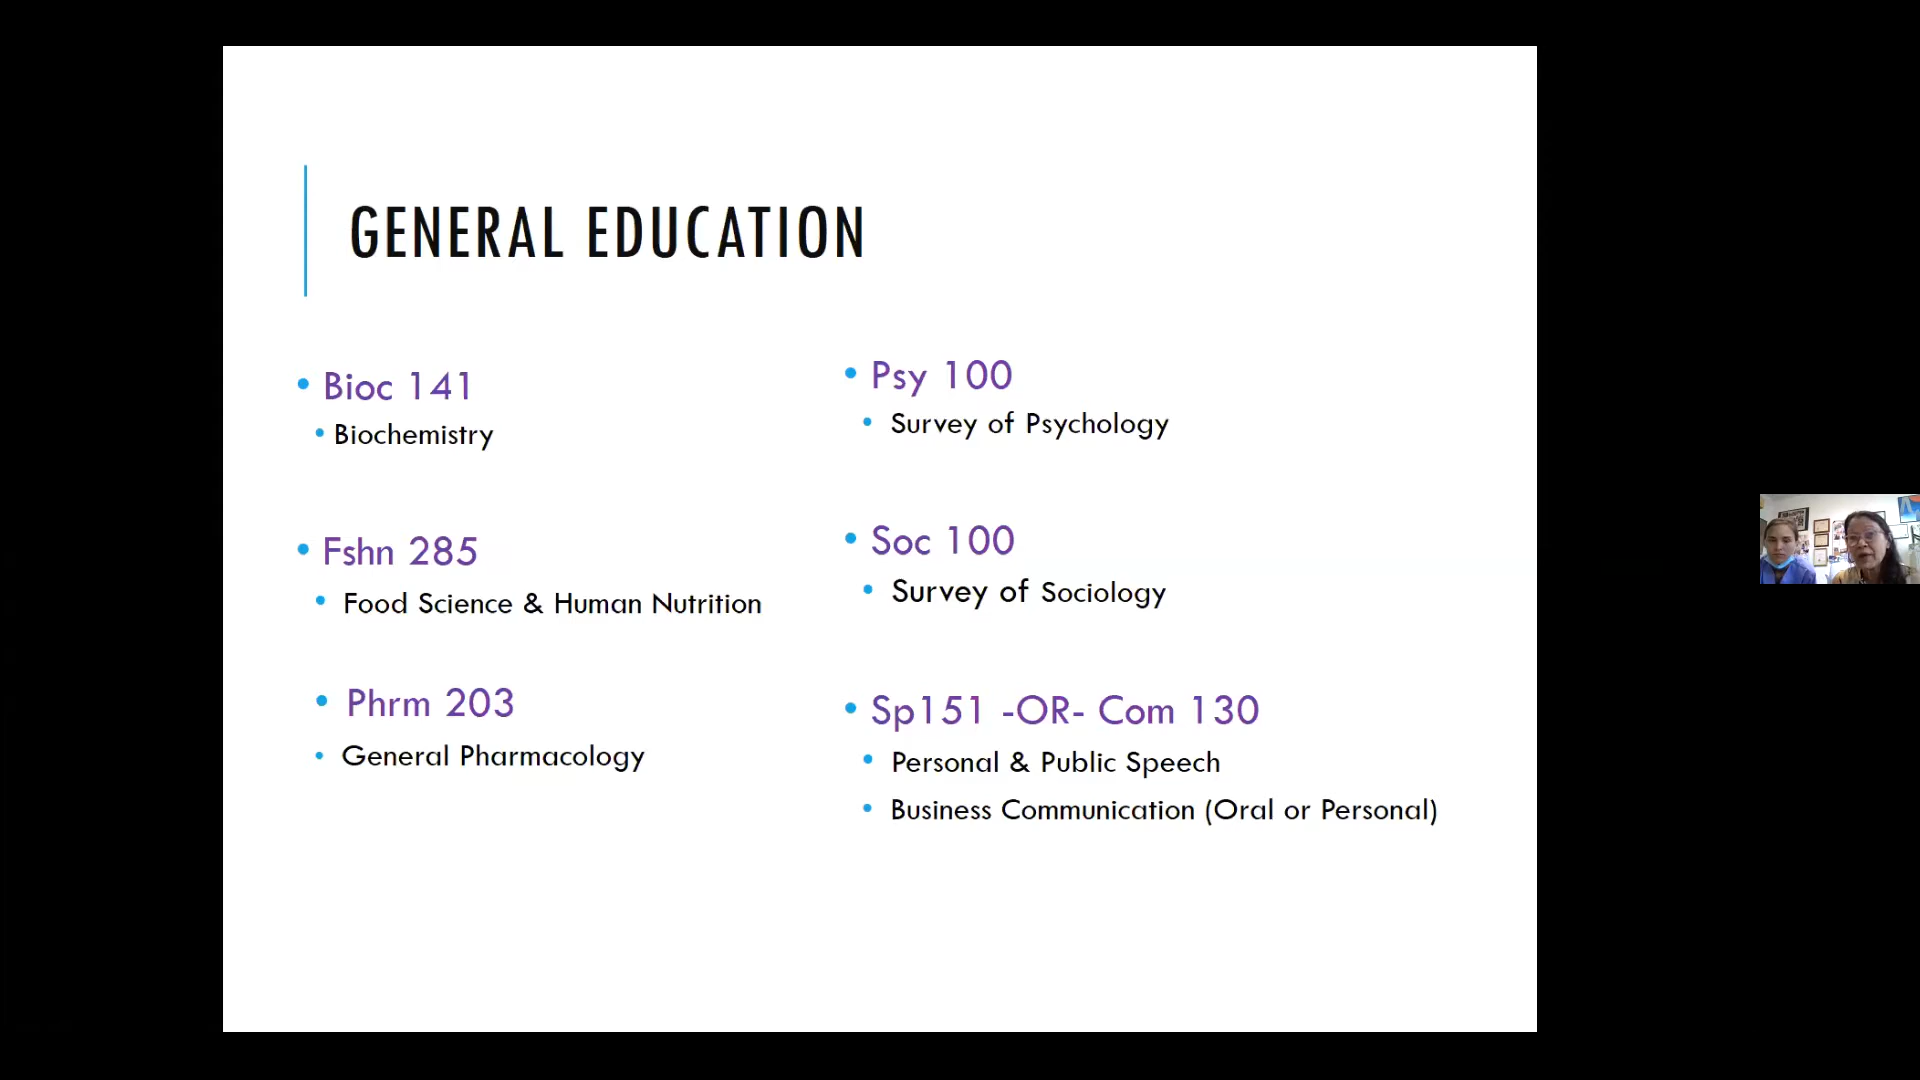 GENERAL EDUCATION
• Bioc 141
• Biochemistry
• Fshn 285
• Food Science & Human Nutrition
• Phrm 203
• General Pharmacology
• Psy 100
• Survey of Psychology
• Soc 100
• Survey of Sociology
• Sp151 -OR- Com 130
• Personal & Public Speech
• Business Communication (Oral or Personal)